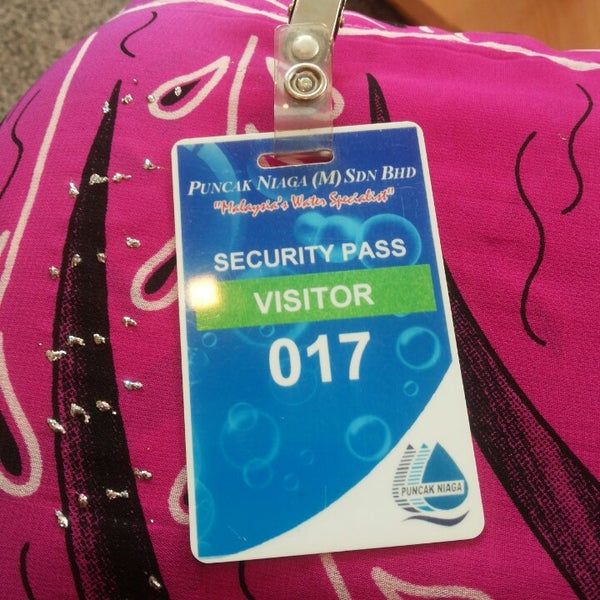 PUNCAK NIAGA (M) SDN BHD
"Malaysia's Water Specialist"
SECURITY PASS
VISITOR
017
PUNCAK NIAGA